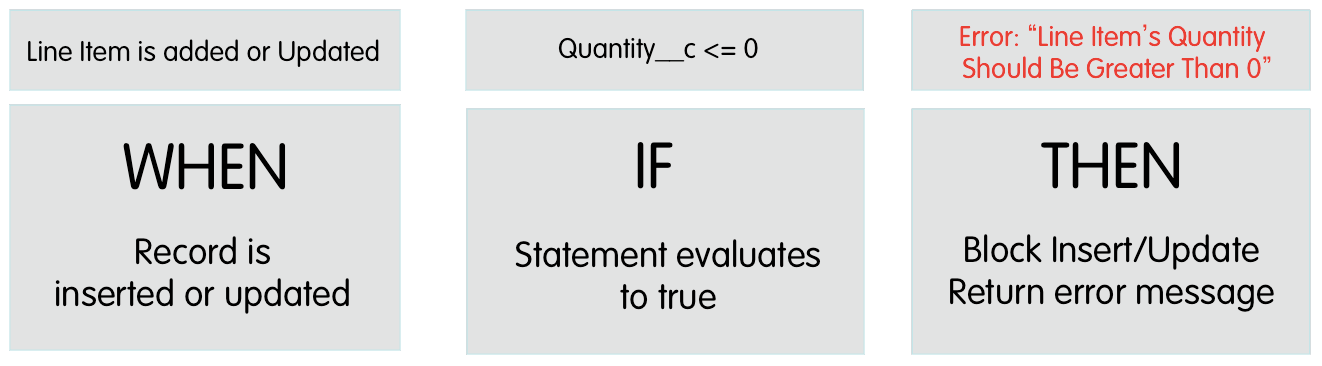 Line Item is added or Updated
Quantity__c <= 0
Error: “Line Item’s Quantity
Should Be Greater Than 0”
WHEN
Record is
inserted or updated
IF
Statement evaluates
to true
THEN
Block Insert/Update
Return error message